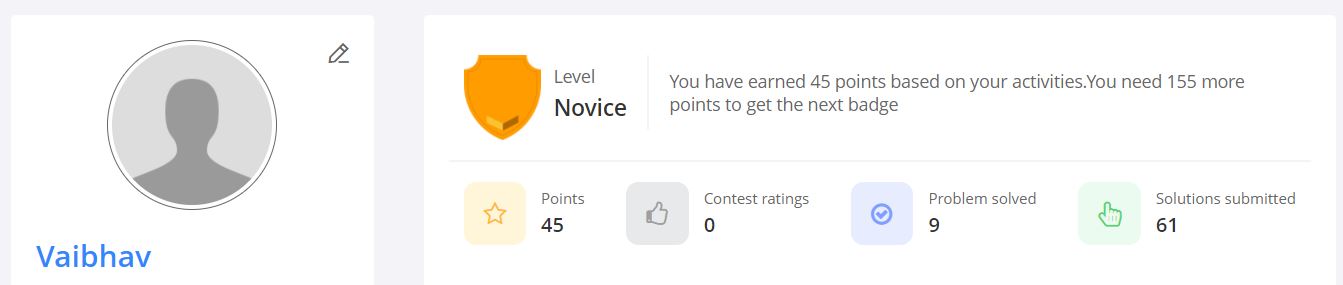 Vaibhav
Level
Novice
You have earned 45 points based on your activities.You need 155 more
points to get the next badge
Points
45
Contest ratings
0
Problem solved
9
Solutions submitted
61